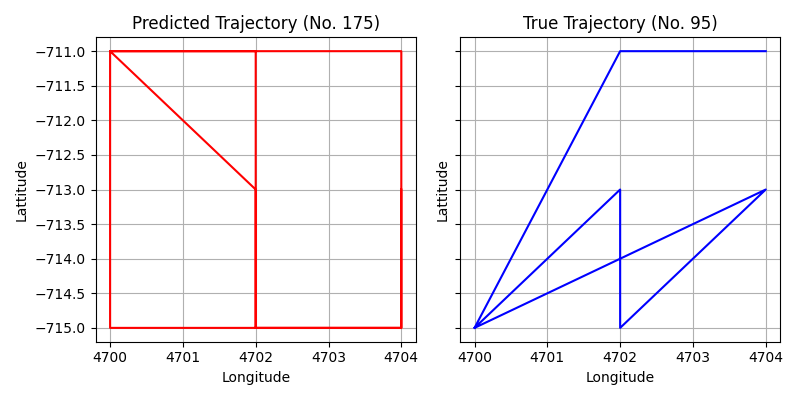 Predicted Trajectory (No. 175)
True Trajectory (No. 95)
Lattitude
−711.0
−711.5
−712.0
−712.5
−713.0
−713.5
−714.0
−714.5
−715.0
4700 4701 4702 4703 4704
Longitude
Lattitude
4700 4701 4702 4703 4704
Longitude